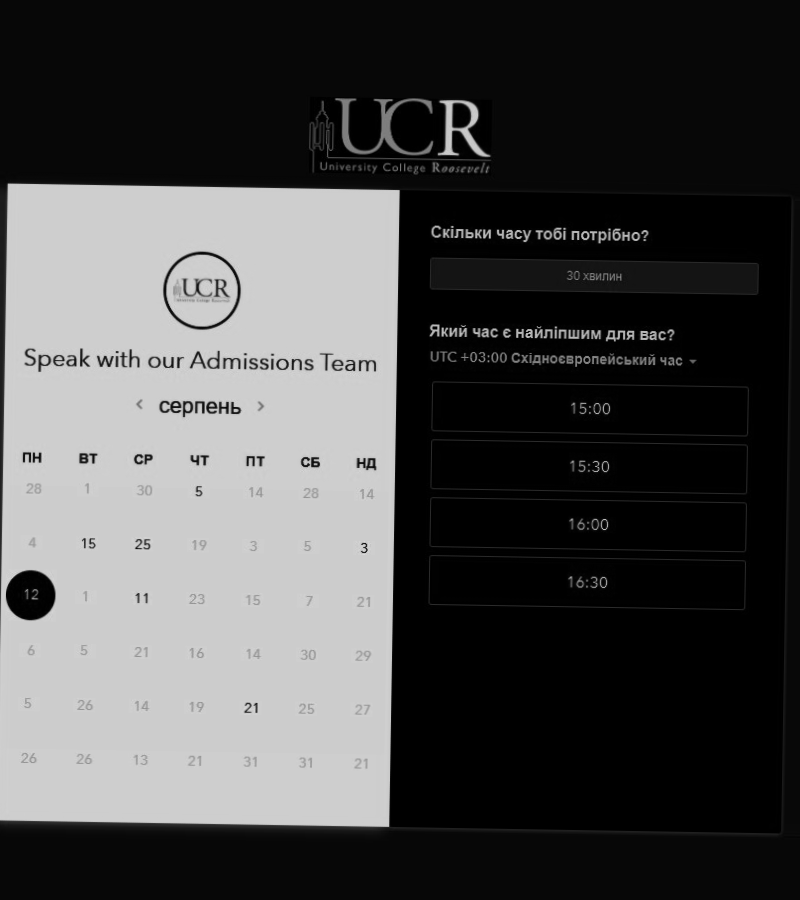 UCR
University College Roosevelt
UCR
University College Roosevelt
Speak with our Admissions Team
серпень
ПН ВТ СР ЧТ ПТ СБ НД
28 1 30 5 14 28 14
4 15 25 19 3 5 3
12 1 11 23 15 7 21
6 5 21 16 14 30 29
5 26 14 19 21 25 27
26 26 13 21 31 31 21
Скільки часу тобі потрібно?
30 хвилин
Який час є найліпшим для вас?
UTC +03:00 Східноєвропейський час
15:00
15:30
16:00
16:30